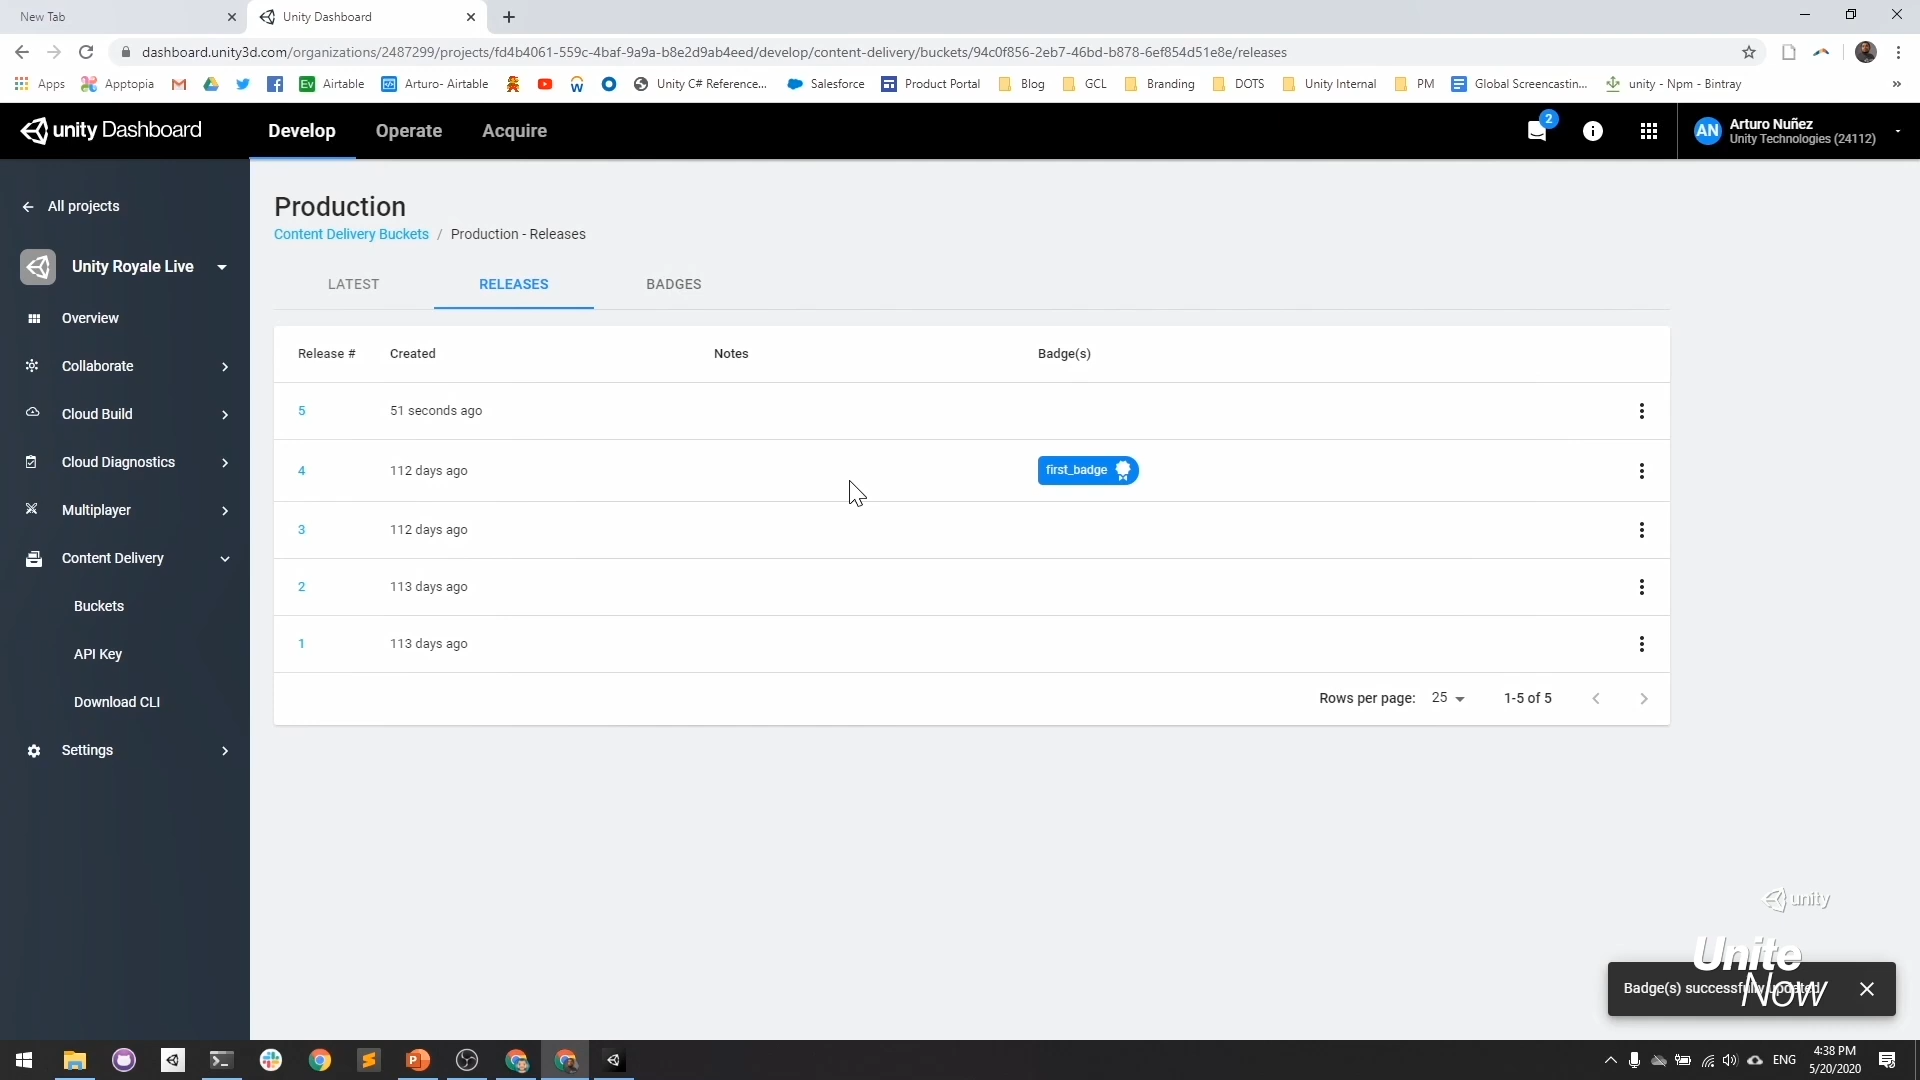 New Tab
Unity Dashboard
dashboard.unity3d.com/organizations/2487299/projects/fd4b4061-559c-4baf-9a9a-b8e2d9ab4eed/develop/content-delivery/buckets/94c0f856-2eb7-46bd-b878-6ef854d51e8e/releases
Apps Apptopia Airtable Arturo- Airtable Unity C# Reference... Salesforce Product Portal Blog GCL Branding DOTS Unity Internal PM Global Screencastin... unity - Npm - Bintray »
unity Dashboard
Develop Operate Acquire
2
AN
Arturo Nuñez
Unity Technologies (24112)
All projects
Unity Royale Live
Overview
Collaborate
Cloud Build
Cloud Diagnostics
Multiplayer
Content Delivery
Buckets
API Key
Download CLI
Settings
Production
Content Delivery Buckets / Production - Releases
LATEST RELEASES BADGES
Release # Created Notes Badge(s)
5 51 seconds ago
4 112 days ago first_badge
3 112 days ago
2 113 days ago
1 113 days ago
Rows per page: 25 1-5 of 5
unity
Unite
Now
Badge(s) successfully updated
ENG
4:38 PM
5/20/2020